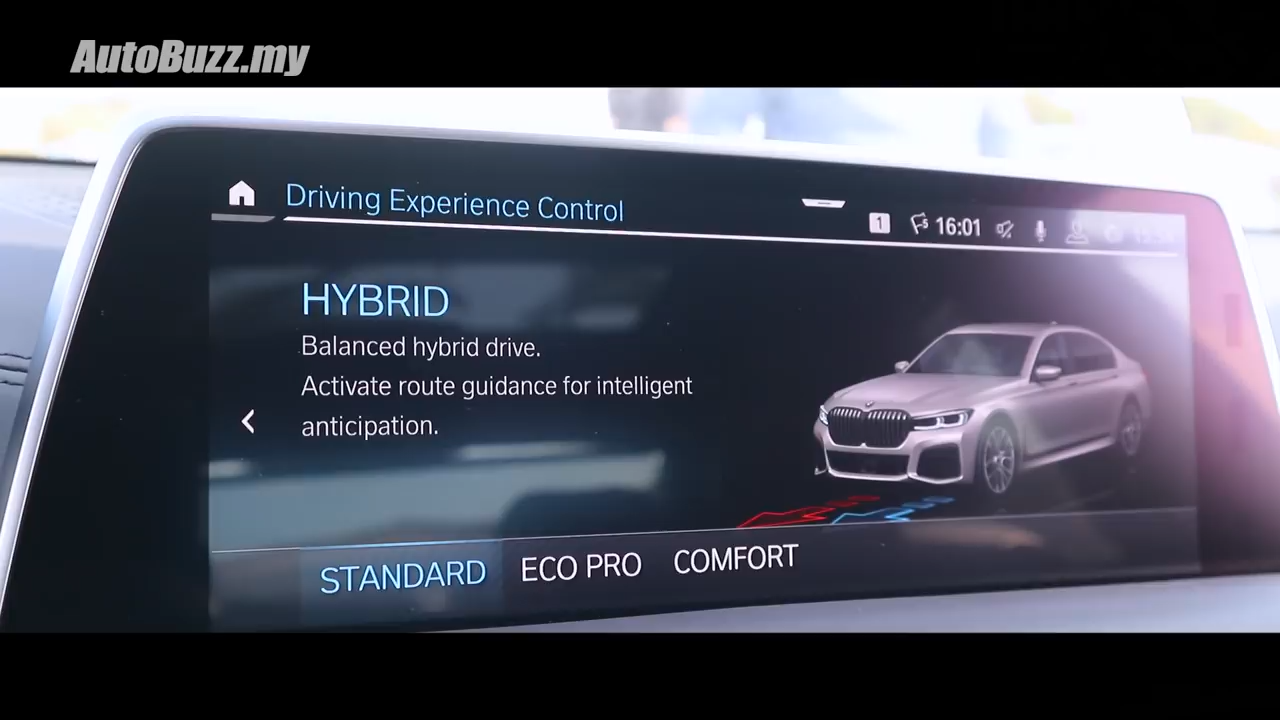 AutoBuzz.my
Driving Experience Control
1 16:01
HYBRID
Balanced hybrid drive.
Activate route guidance for intelligent
anticipation.
STANDARD ECO PRO COMFORT